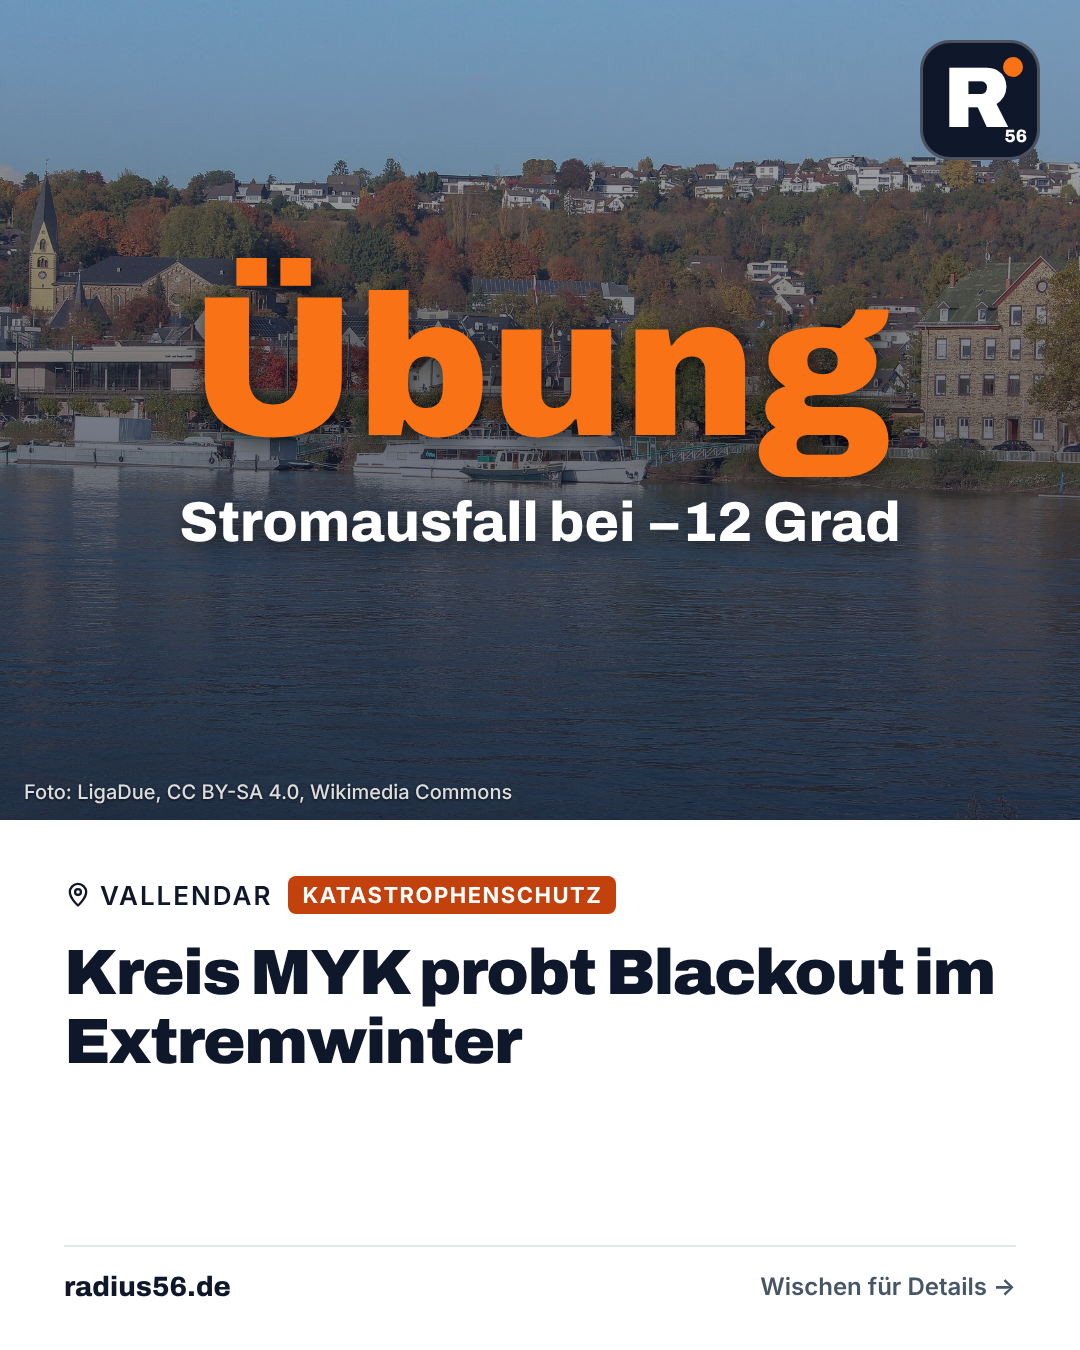 R
56
Übung
Stromausfall bei –12 Grad
Foto: LigaDue, CC BY-SA 4.0, Wikimedia Commons
VALLENDAR
KATASTROPHENSCHUTZ
Kreis MYK probt Blackout im
Extremwinter
radius56.de
Wischen für Details →